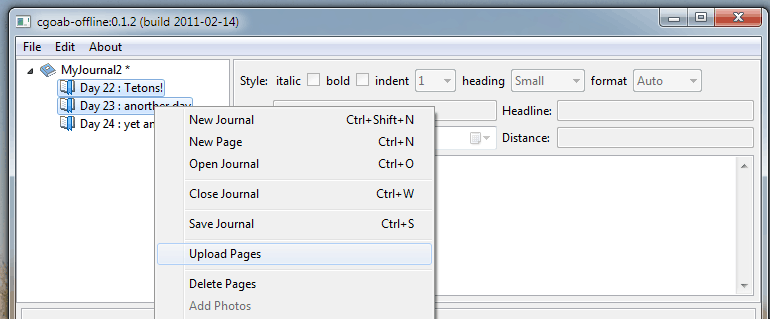 cgoab-offline:0.1.2 (build 2011-02-14)
File Edit About
MyJournal2 *
Day 22 : Tetons!
Day 23 : anorther day
Day 24 : yet an
Style: italic bold indent 1 heading Small format Auto
Headline:
Distance:
New Journal Ctrl+Shift+N
New Page Ctrl+N
Open Journal Ctrl+O
Close Journal Ctrl+W
Save Journal Ctrl+S
Upload Pages
Delete Pages
Add Photos